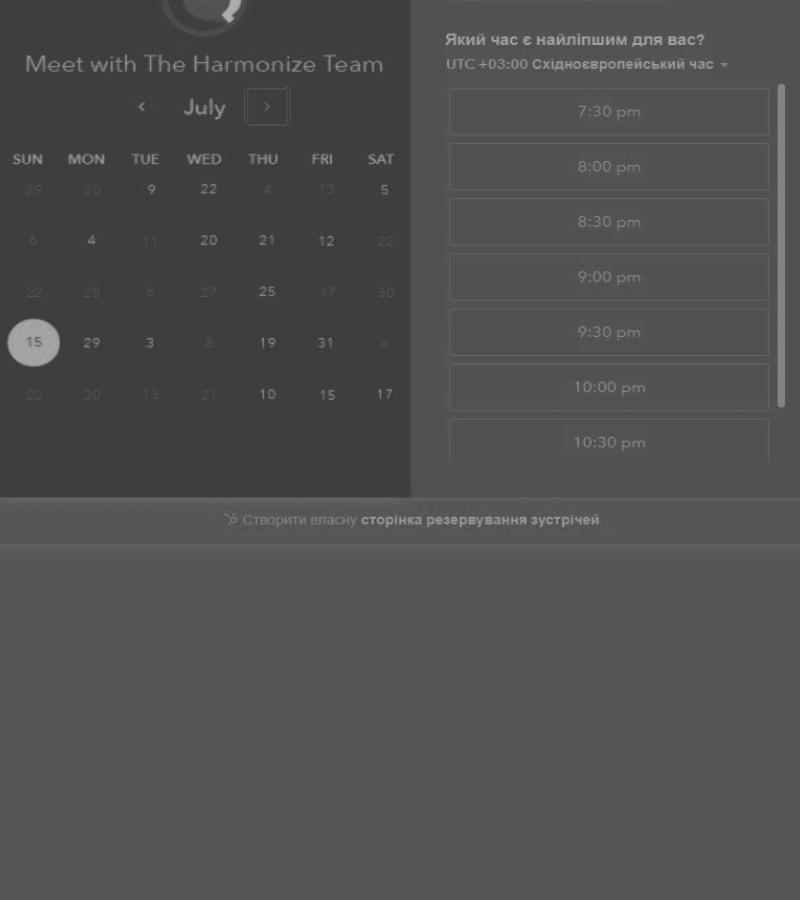 Meet with The Harmonize Team
July
SUN MON TUE WED THU FRI SAT
29 20 9 22 4 13 5
6 4 11 20 21 12 22
22 28 6 27 25 17 30
15 29 3 8 19 31 4
22 20 13 21 10 15 17
Який час є найліпшим для вас?
UTC +03:00 Східноєвропейський час
7:30 pm
8:00 pm
8:30 pm
9:00 pm
9:30 pm
10:00 pm
10:30 pm
Створити власну сторінка резервування зустрічей